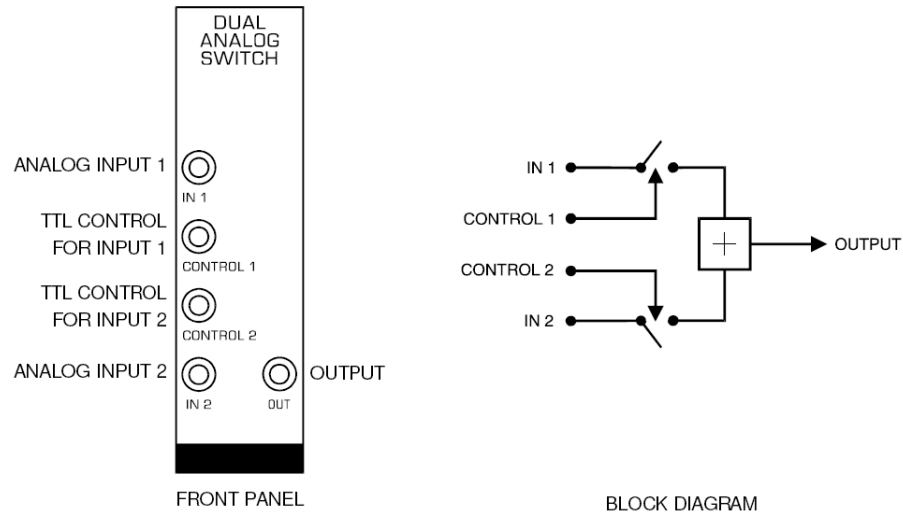 DUAL
ANALOG
SWITCH
ANALOG INPUT 1
IN 1
TTL CONTROL
FOR INPUT 1
CONTROL 1
TTL CONTROL
FOR INPUT 2
CONTROL 2
ANALOG INPUT 2
IN 2
OUT
OUTPUT
FRONT PANEL
IN 1
CONTROL 1
CONTROL 2
IN 2
+
OUTPUT
BLOCK DIAGRAM